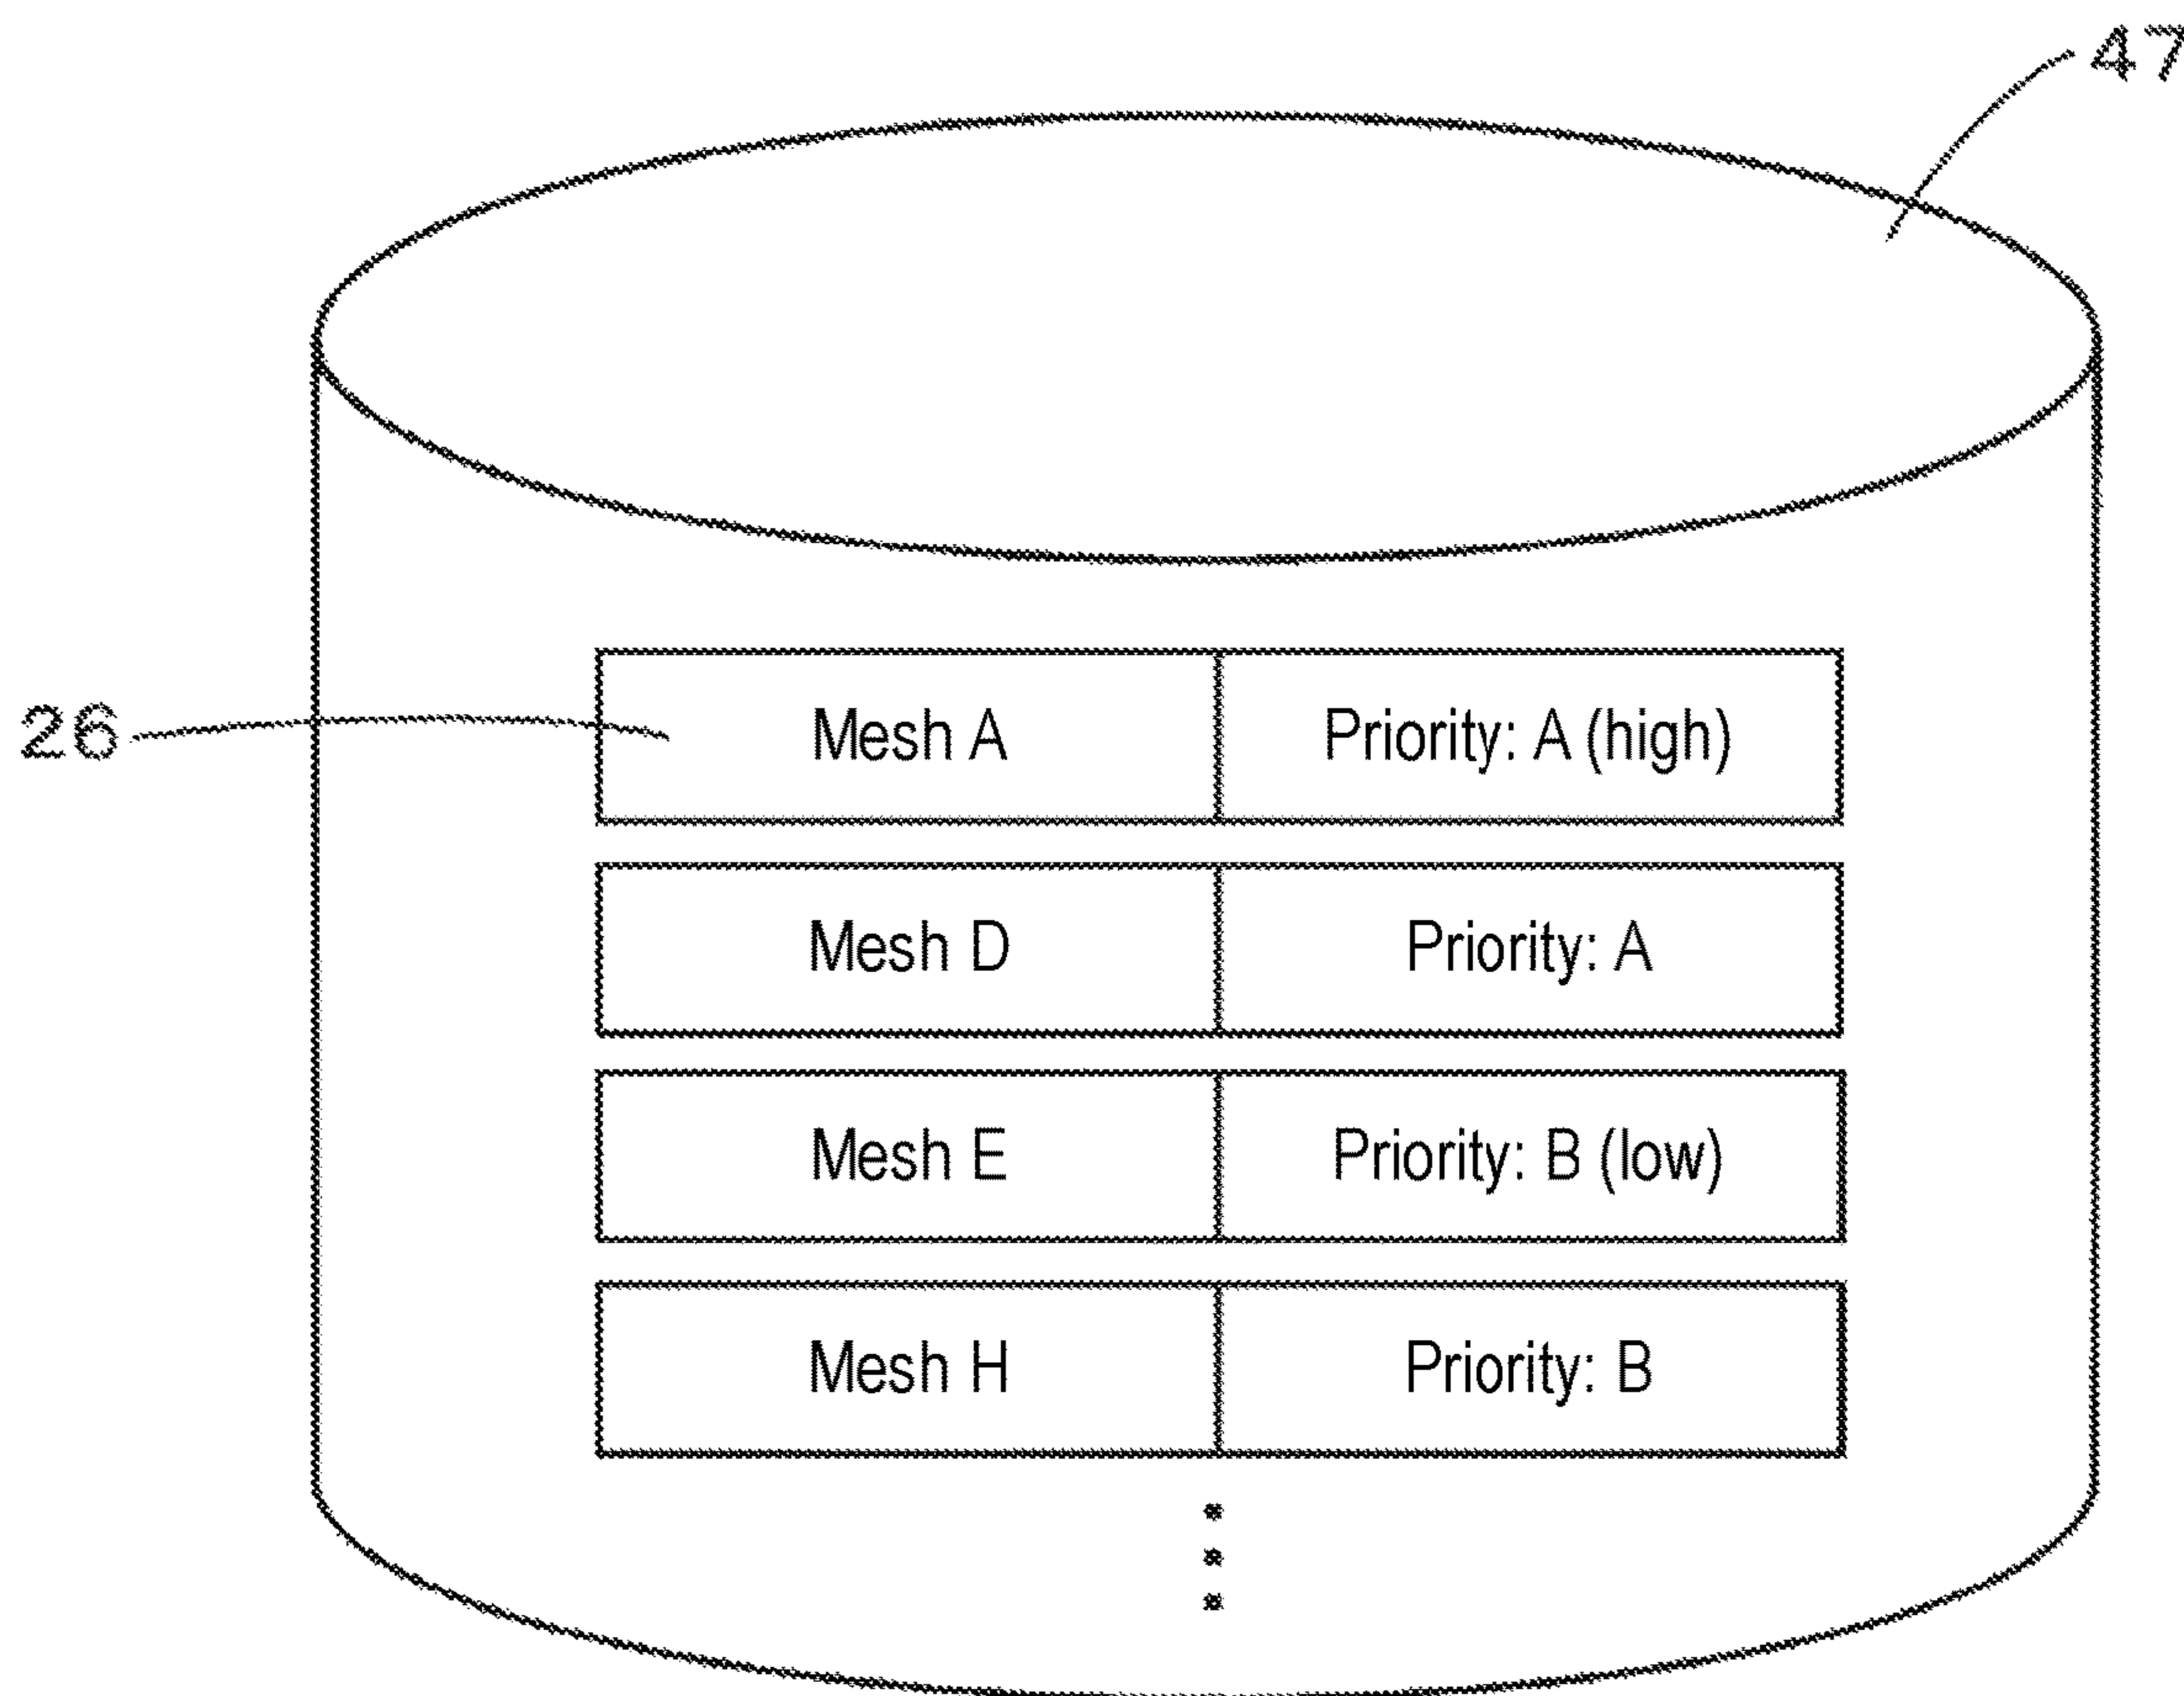 47
26
Mesh A Priority: A (high)
Mesh D Priority: A
Mesh E Priority: B (low)
Mesh H Priority: B